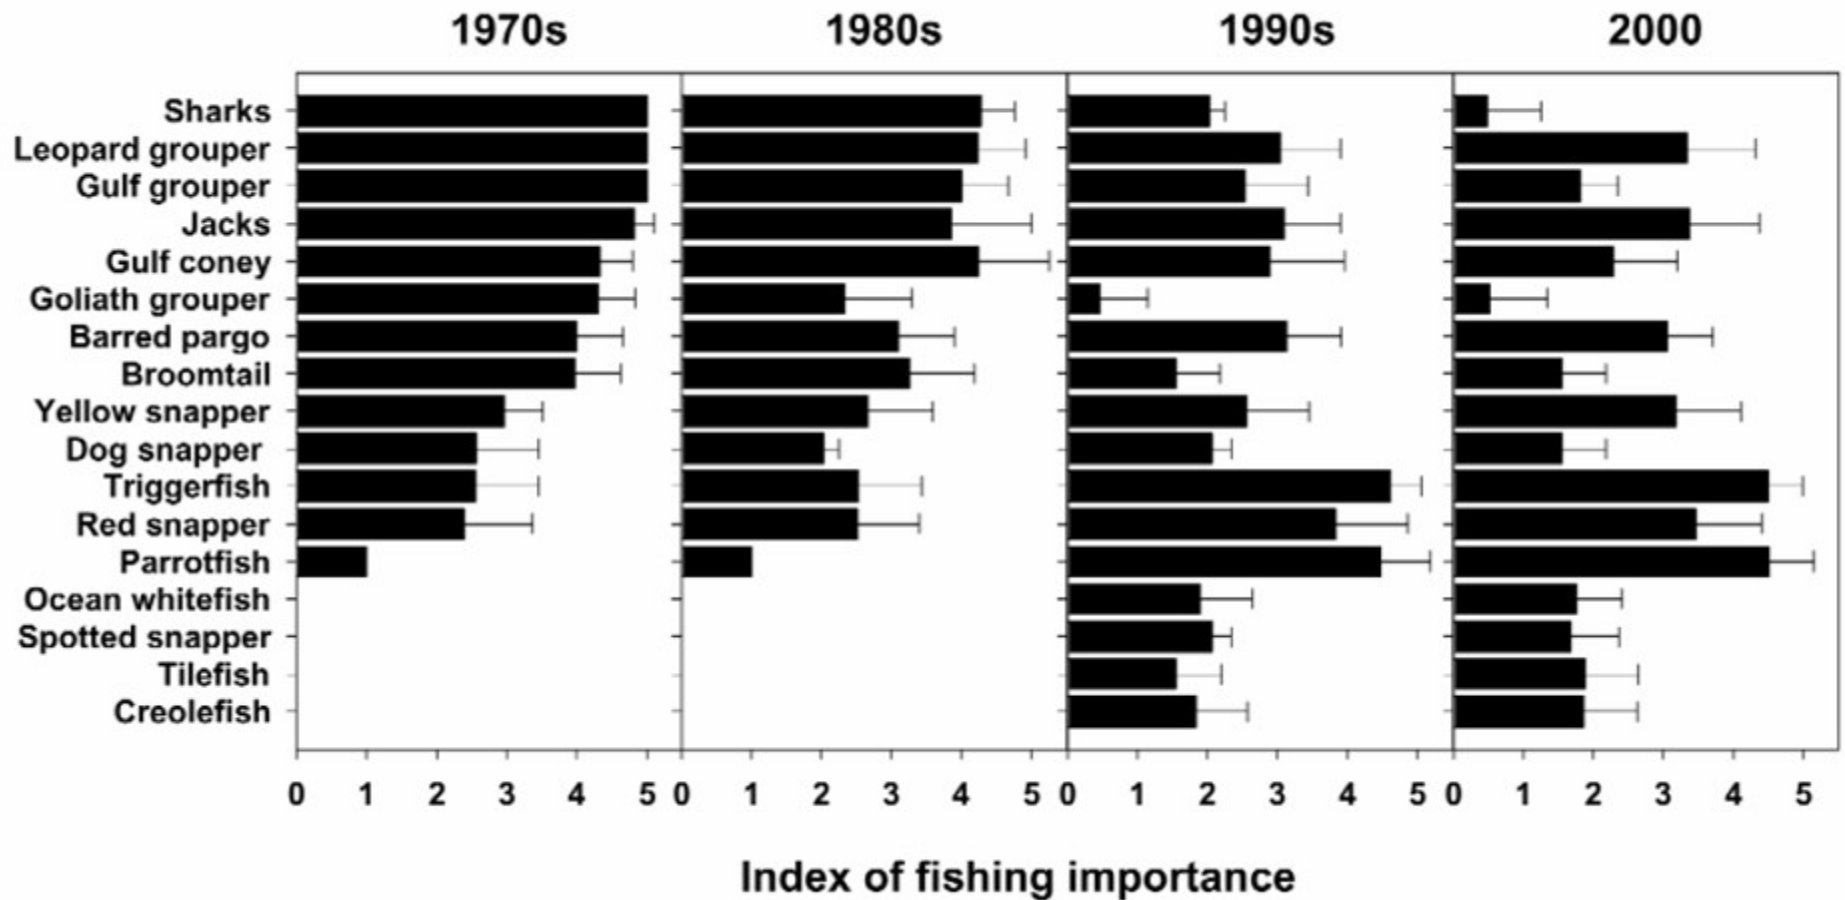 1970s 1980s 1990s 2000
Sharks
Leopard grouper
Gulf grouper
Jacks
Gulf coney
Goliath grouper
Barred pargo
Broomtail
Yellow snapper
Dog snapper
Triggerfish
Red snapper
Parrotfish
Ocean whitefish
Spotted snapper
Tilefish
Creolefish
0 1 2 3 4 5 0 1 2 3 4 5 0 1 2 3 4 5 0 1 2 3 4 5
Index of fishing importance